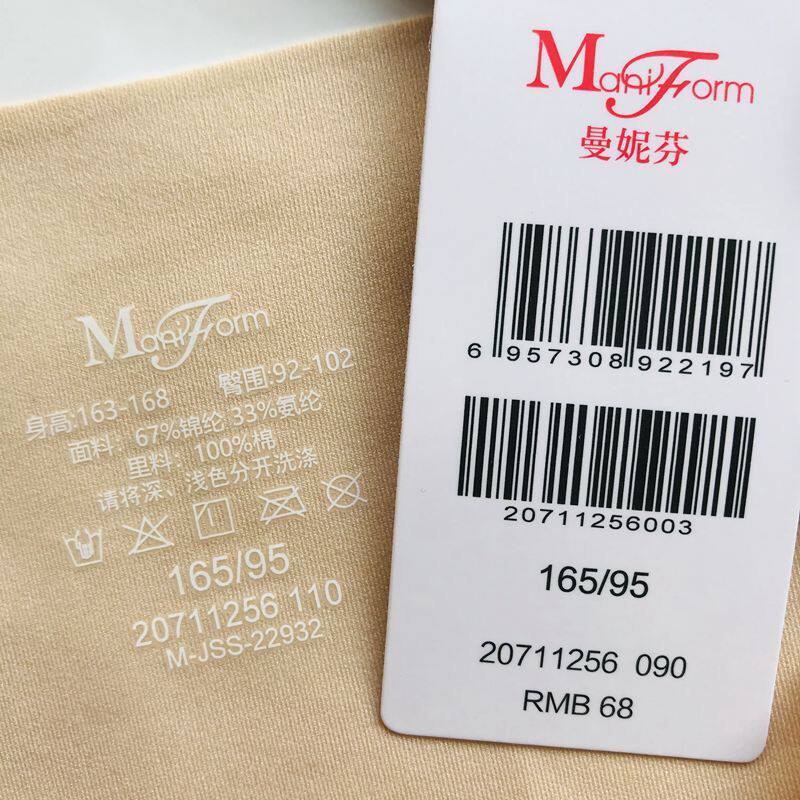 ManiForm
身高:163-168 臀围:92-102
面料：67%锦纶 33%氨纶
里料：100%棉
请将深、浅色分开洗涤
165/95
20711256 110
M-JSS-22932
ManiForm
曼妮芬
6 957308 922197
20711256003
165/95
20711256 090
RMB 68